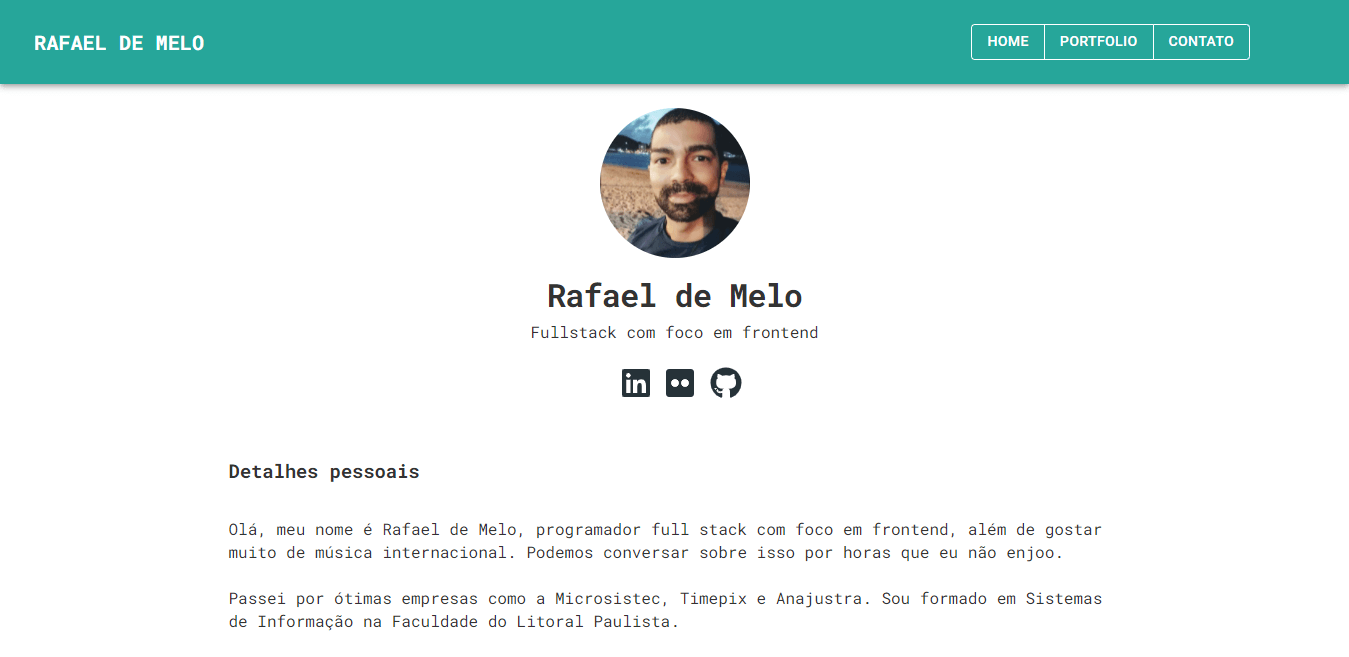 RAFAEL DE MELO
HOME PORTFOLIO CONTATO
Rafael de Melo
Fullstack com foco em frontend
in
Detalhes pessoais
Olá, meu nome é Rafael de Melo, programador full stack com foco em frontend, além de gostar
muito de música internacional. Podemos conversar sobre isso por horas que eu não enjoo.
Passei por ótimas empresas como a Microsistec, Timepix e Anajustra. Sou formado em Sistemas
de Informação na Faculdade do Litoral Paulista.